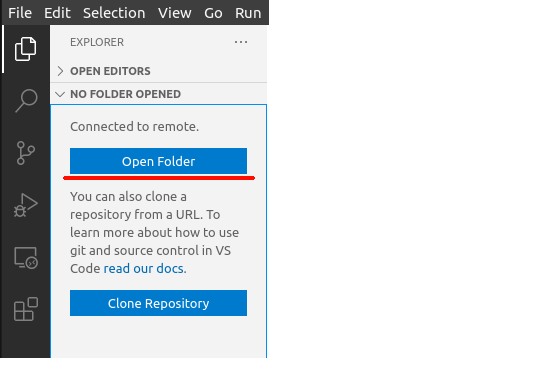 File Edit Selection View Go Run
EXPLORER
OPEN EDITORS
NO FOLDER OPENED
Connected to remote.
Open Folder
You can also clone a
repository from a URL. To
learn more about how to use
git and source control in VS
Code read our docs.
Clone Repository